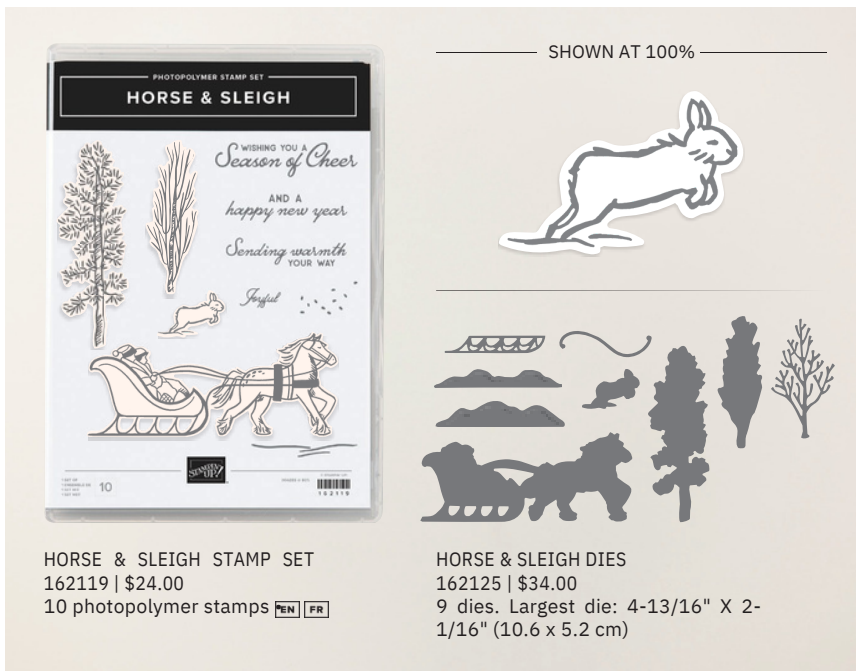 PHOTOPOLYMER STAMP SET
HORSE & SLEIGH
WISHING YOU A
Season of Cheer
AND A
happy new year
Sending warmth
YOUR WAY
Joyful
STAMPIN' UP!
10
162119
HORSE & SLEIGH STAMP SET
162119 | $24.00
10 photopolymer stamps EN FR
SHOWN AT 100%
HORSE & SLEIGH DIES
162125 | $34.00
9 dies. Largest die: 4-13/16" X 2-
1/16" (10.6 x 5.2 cm)